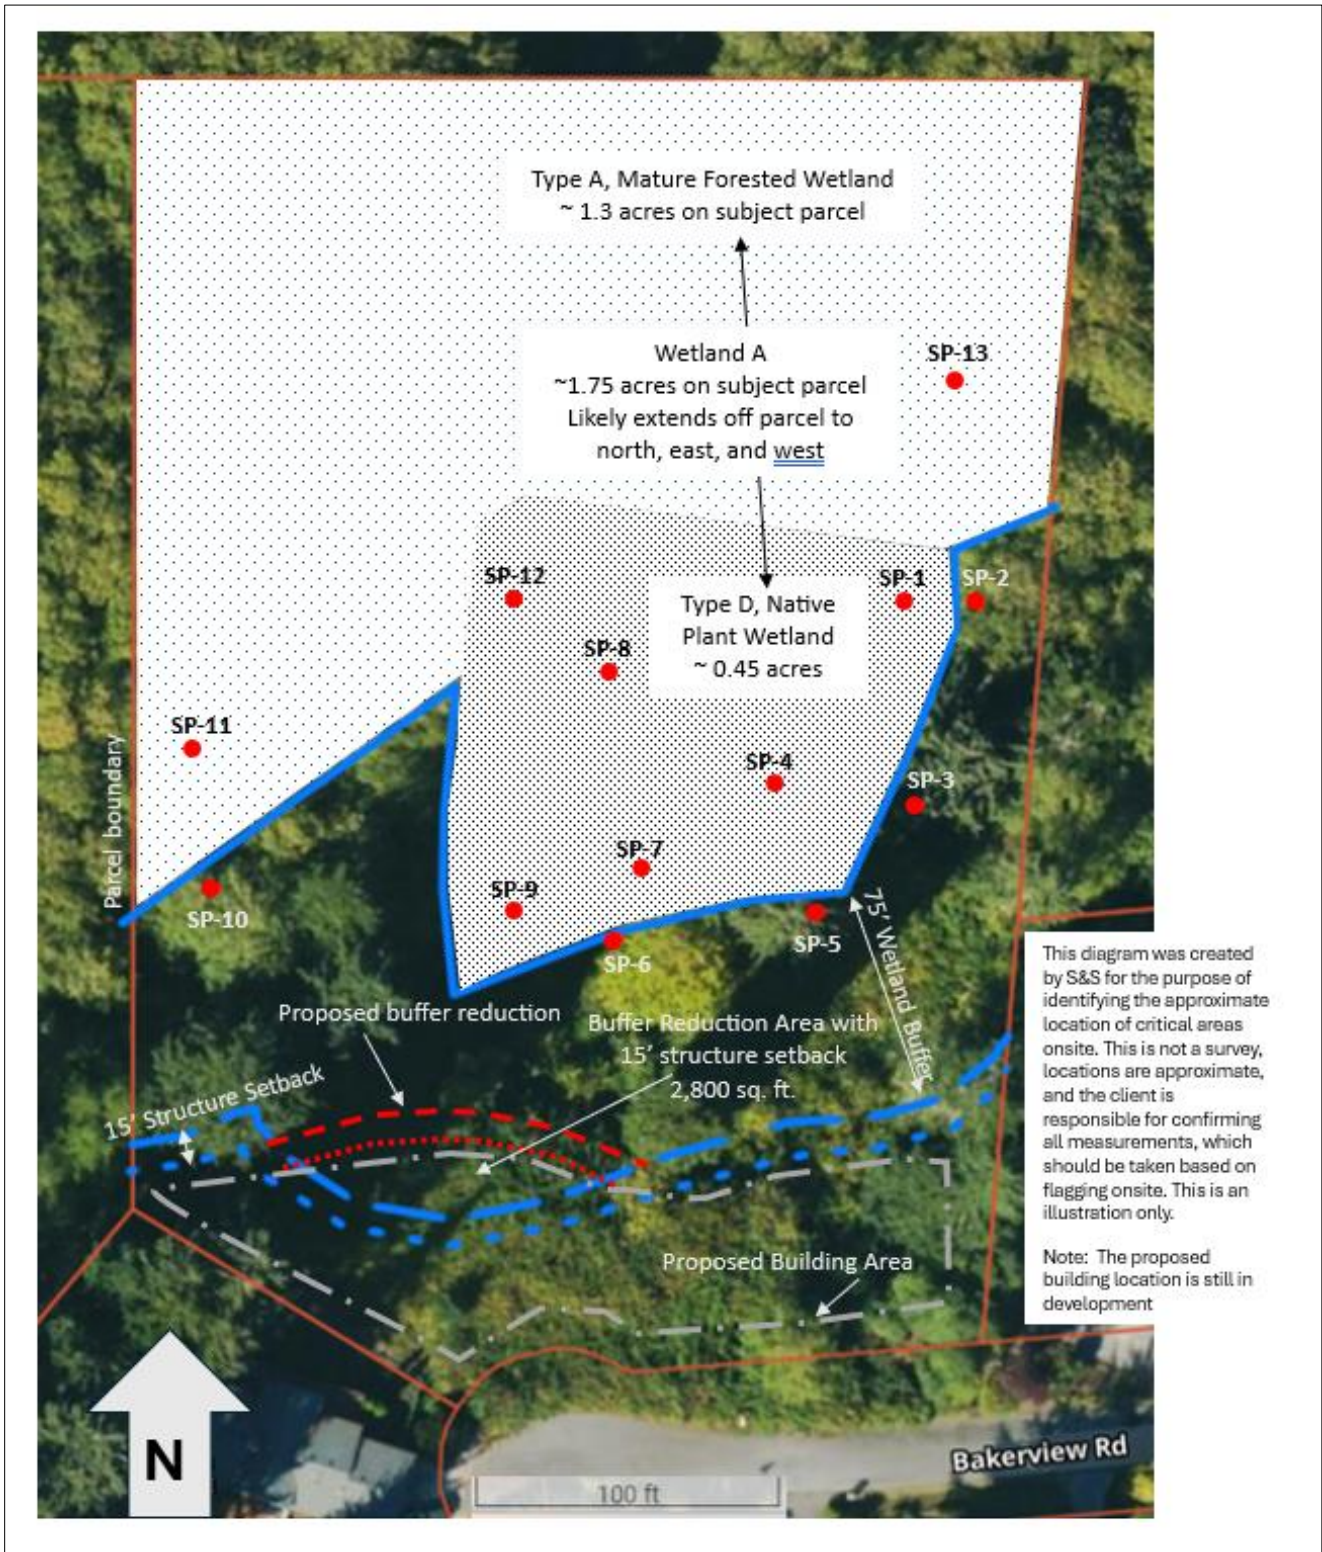 Type A, Mature Forested Wetland
~ 1.3 acres on subject parcel
Wetland A
~1.75 acres on subject parcel
Likely extends off parcel to
north, east, and west
SP-13
SP-12
SP-1
SP-2
Type D, Native
Plant Wetland
~ 0.45 acres
SP-8
SP-11
SP-4
SP-3
Parcel boundary
SP-7
SP-9
SP-10
SP-5
SP-6
75' Wetland Buffer
Proposed buffer reduction
Buffer Reduction Area with
15' structure setback
2,800 sq. ft.
15' Structure Setback
This diagram was created
by S&S for the purpose of
identifying the approximate
location of critical areas
onsite. This is not a survey,
locations are approximate,
and the client is
responsible for confirming
all measurements, which
should be taken based on
flagging onsite. This is an
illustration only.
Note: The proposed
building location is still in
development
Proposed Building Area
N
Bakerview Rd
100 ft